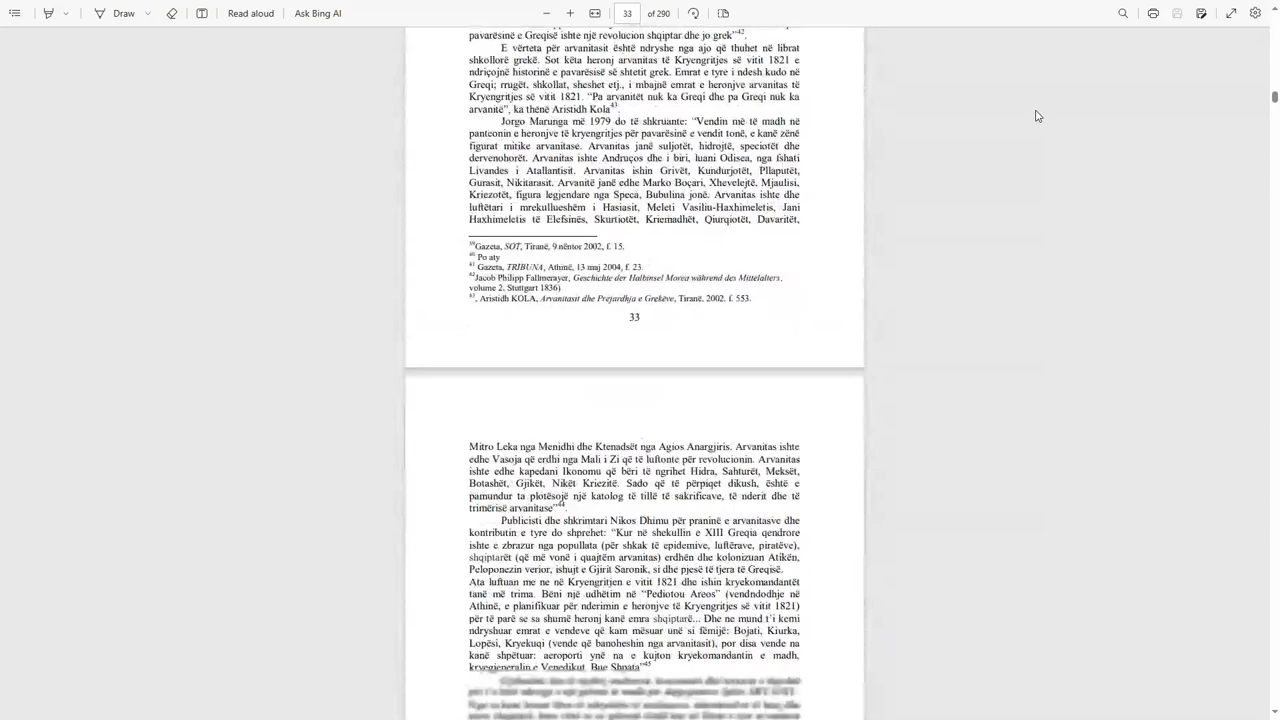 Draw
Read aloud
Ask Bing AI
33 of 290
pavarësinë e Greqisë ishte një revolucion shqiptar dhe jo grek”42.
E vërteta për arvanitasit është ndryshe nga ajo që thuhet në librat
shkollorë grekë. Sot këta heronj arvanitas të Kryengritjes së vitit 1821 e
ndriçojnë historinë e pavarësisë së shtetit grek. Emrat e tyre i ndesh kudo në
Greqi; rrugët, shkollat, sheshet etj., i mbajnë emrat e heronjve arvanitas të
Kryengritjes së vitit 1821. “Pa arvanitët nuk ka Greqi dhe pa Greqi nuk ka
arvanitë”, ka thënë Aristidh Kola43.
Jorgo Marunga më 1979 do të shkruante: “Vendin më të madh në
panteonin e heronjve të kryengritjes për pavarësinë e vendit tonë, e kanë zënë
figurat mitike arvanitase. Arvanitas janë suljotët, hidrojtë, speciotët dhe
dervenohorët. Arvanitas ishte Andruços dhe i biri, luani Odisea, nga fshati
Livandes i Atallantisit. Arvanitas ishin Grivët, Kundurjotët, Pllaputët,
Gurasit, Nikitarasit. Arvanitë janë edhe Marko Boçari, Xhevelejtë, Mjaulisi,
Kriezotët, figura legjendare nga Speca, Bubulina jonë. Arvanitas ishte dhe
luftëtari i mrekullueshëm i Hasiasit, Meleti Vasiliu-Haxhimeletis, Jani
Haxhimeletis të Elefsinës, Skurtiotët, Kriemadhët, Qiurqiotët, Davaritët,
39Gazeta, SOT, Tiranë, 9 nëntor 2002, f. 15.
40 Po aty
41 Gazeta, TRIBUNA, Athinë, 13 maj 2004, f. 23.
42Jacob Philipp Fallmerayer, Geschichte der Halbinsel Morea während des Mittelalters,
volume 2. Stuttgart 1836)
43, Aristidh KOLA, Arvanitasit dhe Prejardhja e Grekëve, Tiranë. 2002. f. 553.
33
Mitro Leka nga Menidhi dhe Ktenadsët nga Agios Anargjiris. Arvanitas ishte
edhe Vasoja që erdhi nga Mali i Zi që të luftonte për revolucionin. Arvanitas
ishte edhe kapedani Ikonomu që bëri të ngrihet Hidra, Sahturët, Meksët,
Botashët, Gjikët, Nikët Kriezitë. Sado që të përpiqet dikush, është e
pamundur ta plotësojë një katolog të tillë të sakrificave, të nderit dhe të
trimërisë arvanitase”44.
Publicisti dhe shkrimtari Nikos Dhimu për praninë e arvanitasve dhe
kontributin e tyre do shprehet: “Kur në shekullin e XIII Greqia qendrore
ishte e zbrazur nga popullata (për shkak të epidemive, luftërave, piratëve),
shqiptarët (që më vonë i quajtëm arvanitas) erdhën dhe kolonizuan Atikën,
Peloponezin verior, ishujt e Gjirit Saronik, si dhe pjesë të tjera të Greqisë.
Ata luftuan me ne në Kryengritjen e vitit 1821 dhe ishin kryekomandantët
tanë më trima. Bëni një udhëtim në “Pediotou Areos” (vendndodhje në
Athinë, e planifikuar për nderimin e heronjve të Kryengritjes së vitit 1821)
për të parë se sa shumë heronj kanë emra shqiptarë... Dhe ne mund t’i kemi
ndryshuar emrat e vendeve që kam mësuar unë si fëmijë: Bojati, Kiurka,
Lopësi, Kryekuqi (vende që banoheshin nga arvanitasit), por disa vende na
kanë shpëtuar: aeroporti ynë na e kujton kryekomandantin e madh,
kryegjeneralin e Venedikut, Bue Shpata”45